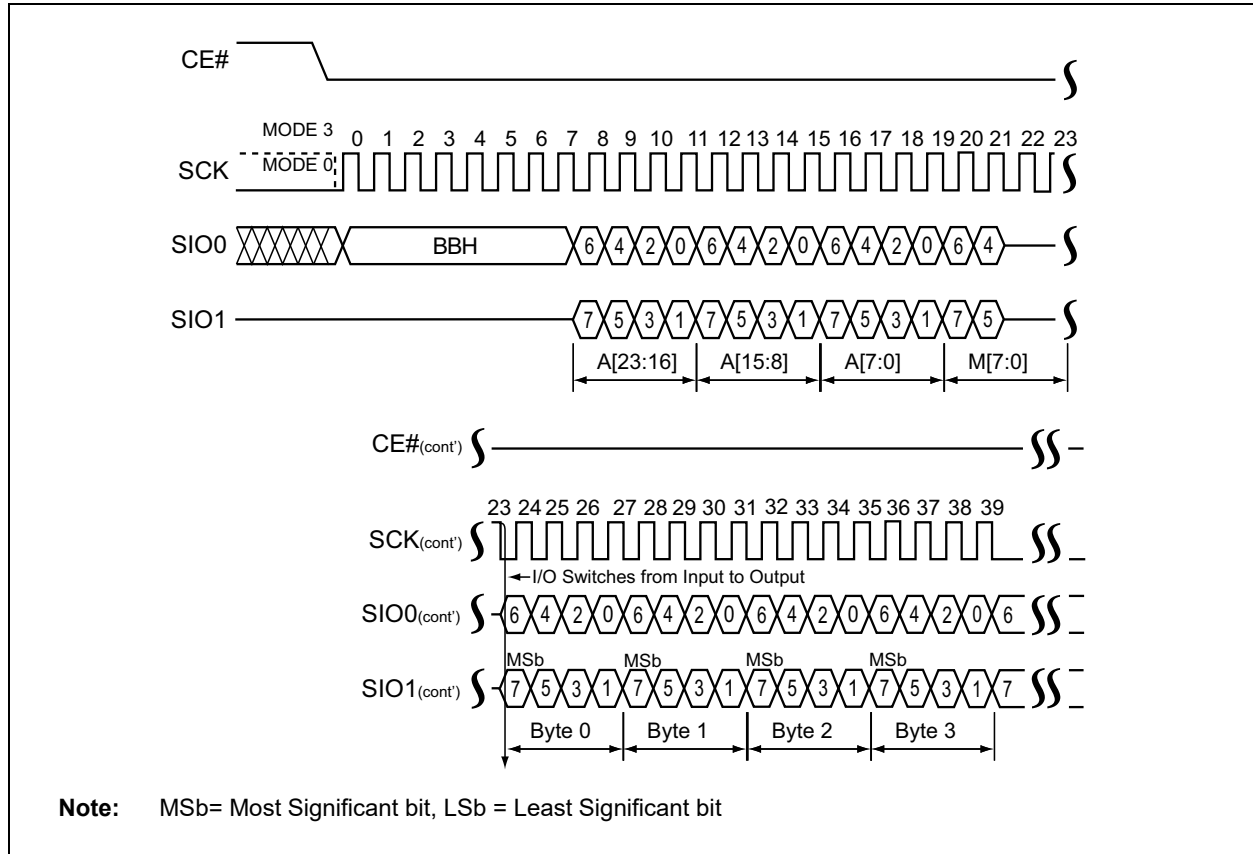 CE#
MODE 3
0 1 2 3 4 5 6 7 8 9 10 11 12 13 14 15 16 17 18 19 20 21 22 23
SCK
MODE 0
SIO0
BBH
6 4 2 0 6 4 2 0 6 4 2 0 6 4
SIO1
7 5 3 1 7 5 3 1 7 5 3 1 7 5
A[23:16] A[15:8] A[7:0] M[7:0]
CE#(cont')
23 24 25 26 27 28 29 30 31 32 33 34 35 36 37 38 39
SCK(cont')
I/O Switches from Input to Output
SIO0(cont')
6 4 2 0 6 4 2 0 6 4 2 0 6 4 2 0 6
MSb MSb MSb MSb
SIO1(cont')
7 5 3 1 7 5 3 1 7 5 3 1 7 5 3 1 7
Byte 0 Byte 1 Byte 2 Byte 3
Note: MSb= Most Significant bit, LSb = Least Significant bit